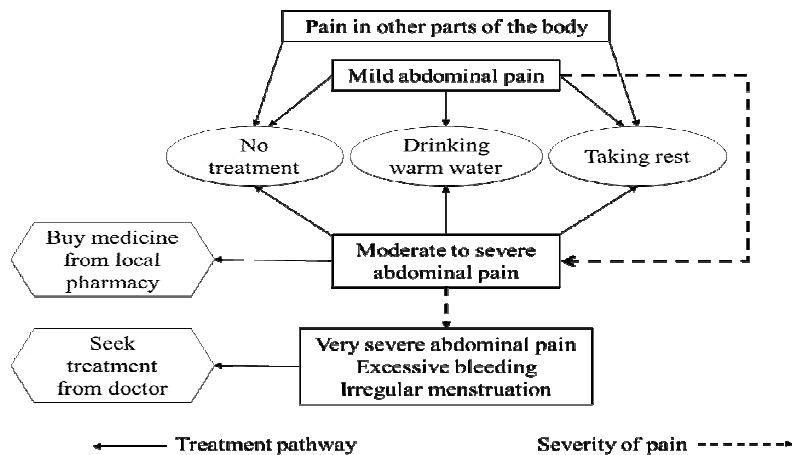 Pain in other parts of the body
Mild abdominal pain
No
treatment
Drinking
warm water
Taking rest
Buy medicine
from local
pharmacy
Moderate to severe
abdominal pain
Seek
treatment
from doctor
Very severe abdominal pain
Excessive bleeding
Irregular menstruation
Treatment pathway
Severity of pain